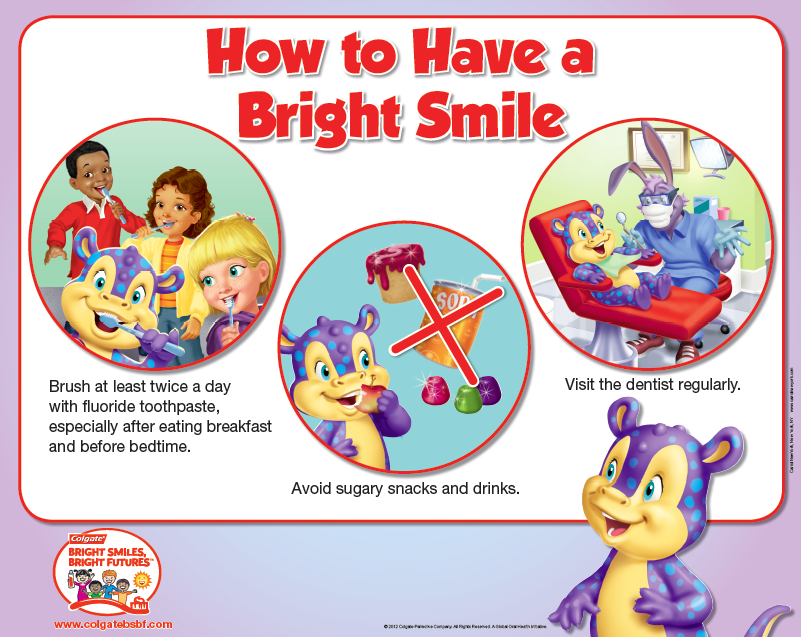 How to Have a
Bright Smile
SODA
Brush at least twice a day
with fluoride toothpaste,
especially after eating breakfast
and before bedtime.
Avoid sugary snacks and drinks.
Visit the dentist regularly.
Colgate®
BRIGHT SMILES,
BRIGHT FUTURES™
www.colgatebsbf.com
© 2012 Colgate-Palmolive Company. All Rights Reserved. A Global Oral Health Initiative.